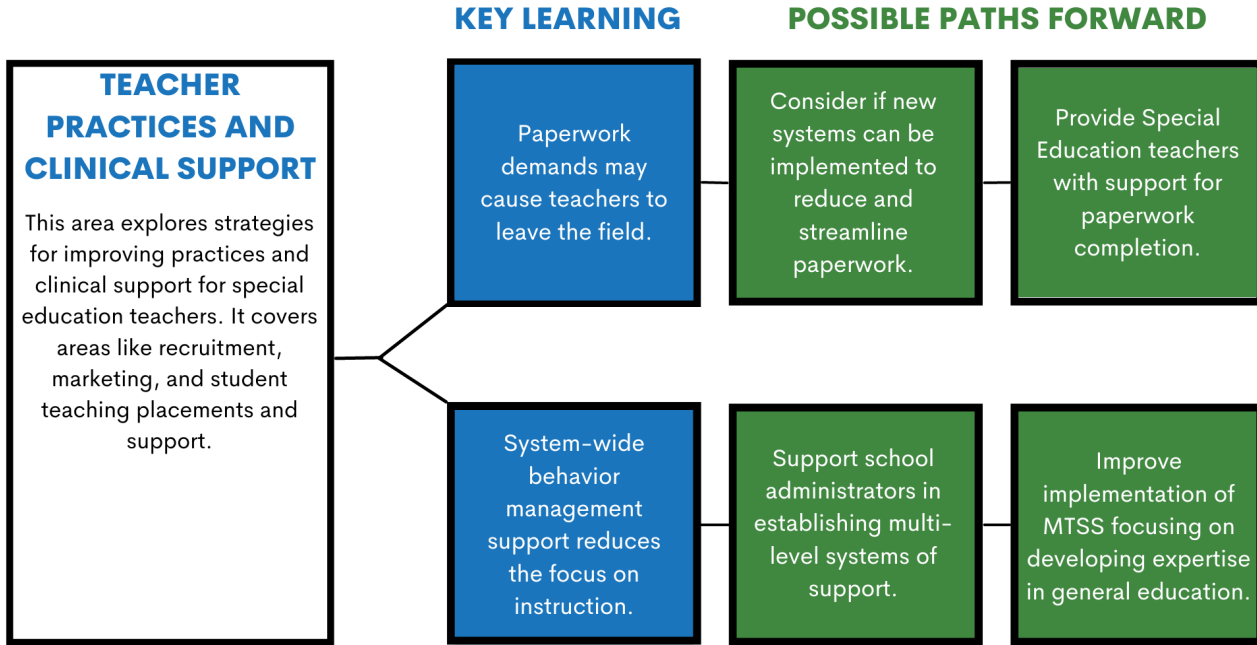 KEY LEARNING
POSSIBLE PATHS FORWARD
TEACHER
PRACTICES AND
CLINICAL SUPPORT
This area explores strategies
for improving practices and
clinical support for special
education teachers. It covers
areas like recruitment,
marketing, and student
teaching placements and
support.
Paperwork
demands may
cause teachers to
leave the field.
Consider if new
systems can be
implemented to
reduce and
streamline
paperwork.
Provide Special
Education teachers
with support for
paperwork
completion.
System-wide
behavior
management
support reduces
the focus on
instruction.
Support school
administrators in
establishing multi-
level systems of
support.
Improve
implementation of
MTSS focusing on
developing expertise
in general education.